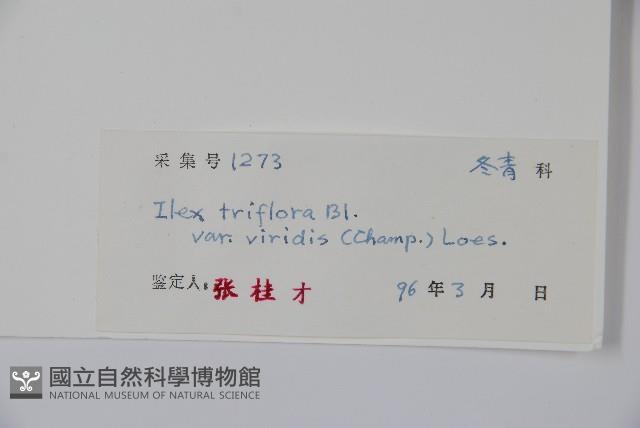 采集号 1273 冬青 科
Ilex triflora Bl.
var. viridis (Champ.) Loes.
鉴定人: 张桂才 96 年 3 月 日
國立自然科學博物館
NATIONAL MUSEUM OF NATURAL SCIENCE